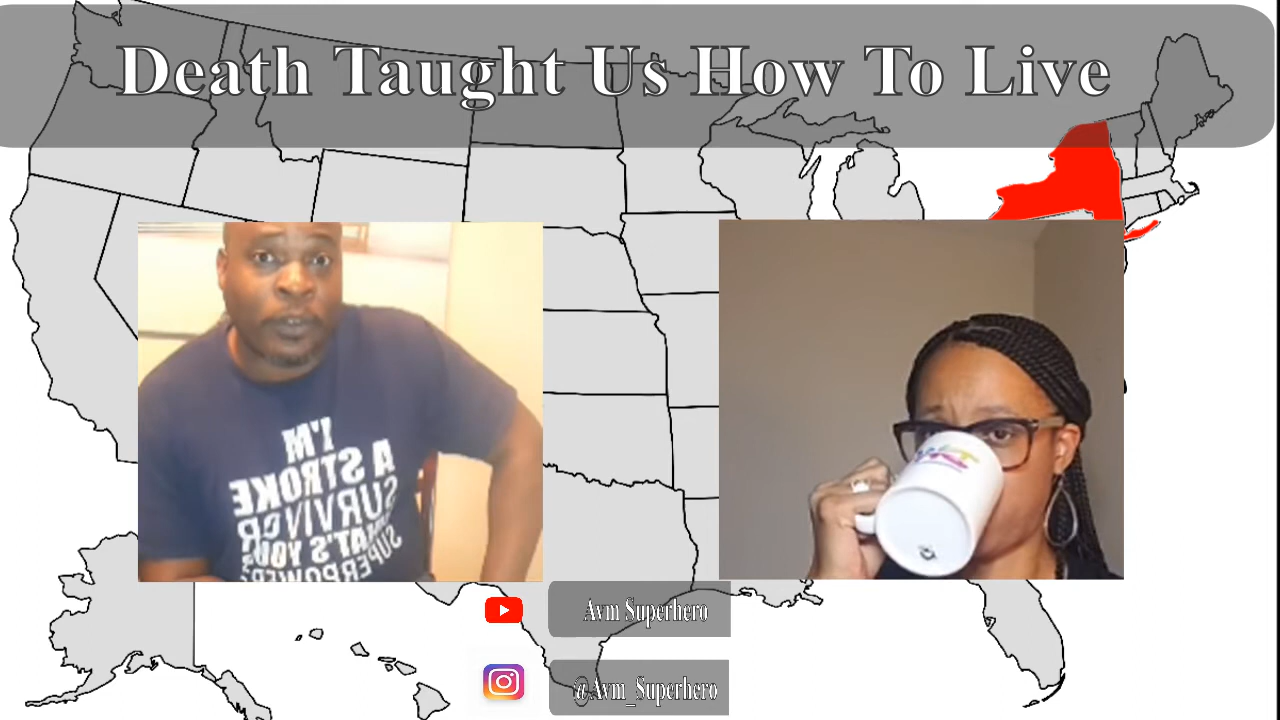 Death Taught Us How To Live
I'M
A STROKE
SURVIVOR
WHAT'S YOUR
SUPERPOWER?
Avm Superhero
@Avm_Superhero